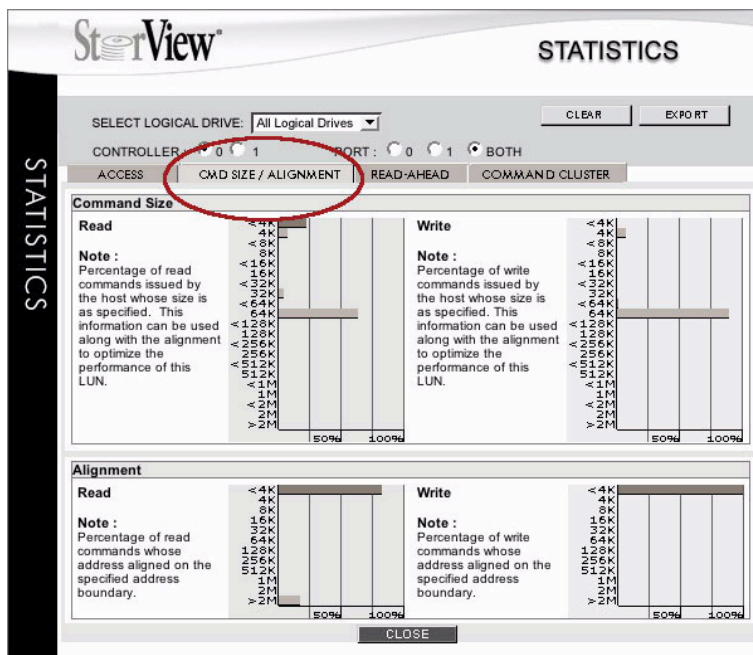 StorView
STATISTICS
STATISTICS
SELECT LOGICAL DRIVE: All Logical Drives
CLEAR
EXPORT
CONTROLLER : 0 1
PORT : 0 1 BOTH
ACCESS
CMD SIZE / ALIGNMENT
READ-AHEAD
COMMAND CLUSTER
Command Size
Read
Note :
Percentage of read
commands issued by
the host whose size is
as specified. This
information can be used
along with the alignment
to optimize the
performance of this
LUN.
<4K
4K
<8K
8K
<16K
16K
<32K
32K
<64K
64K
<128K
128K
<256K
256K
<512K
512K
<1M
1M
<2M
2M
>2M
50% 100%
Write
Note :
Percentage of write
commands issued by
the host whose size is
as specified. This
information can be used
along with the alignment
to optimize the
performance of this
LUN.
<4K
4K
<8K
8K
<16K
16K
<32K
32K
<64K
64K
<128K
128K
<256K
256K
<512K
512K
<1M
1M
<2M
2M
>2M
50% 100%
Alignment
Read
Note :
Percentage of read
commands whose
address aligned on the
specified address
boundary.
<4K
4K
8K
16K
32K
64K
128K
256K
512K
1M
2M
>2M
50% 100%
Write
Note :
Percentage of write
commands whose
address aligned on the
specified address
boundary.
<4K
4K
8K
16K
32K
64K
128K
256K
512K
1M
2M
>2M
50% 100%
CLOSE